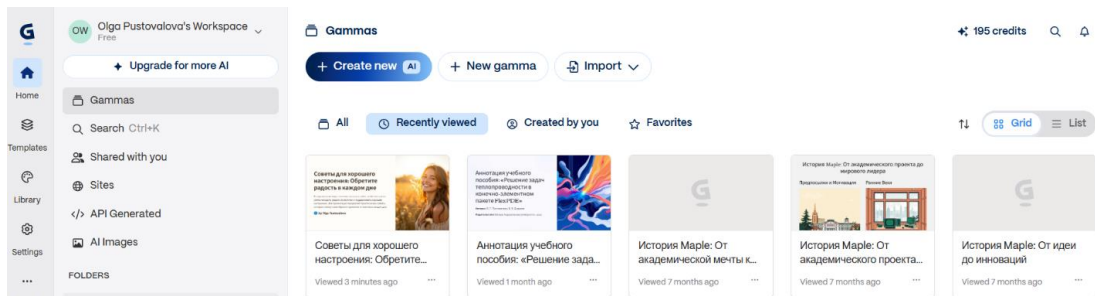 G
OW
Olga Pustovalova's Workspace
Free
Upgrade for more AI
Home
Templates
Library
Settings
...
Gammas
Search Ctrl+K
Shared with you
Sites
API Generated
AI Images
FOLDERS
Gammas
195 credits
+ Create new AI
+ New gamma
Import
All
Recently viewed
Created by you
Favorites
Grid
List
Советы для хорошего
настроения: Обретите
радость в каждом дне
Советы для хорошего
настроения: Обретите...
Viewed 3 minutes ago
...
Аннотация учебного
пособия: «Решение задач
теплопроводности в
конечно-элементном
пакете FlexPDE»
Аннотация учебного
пособия: «Решение зада...
Viewed 1 month ago
...
G
История Maple: От
академической мечты к...
Viewed 7 months ago
...
История Maple: От академического проекта до
мирового лидера
История Maple: От
академического проекта...
Viewed 7 months ago
...
G
История Maple: От идеи
до инноваций
Viewed 7 months ago
...